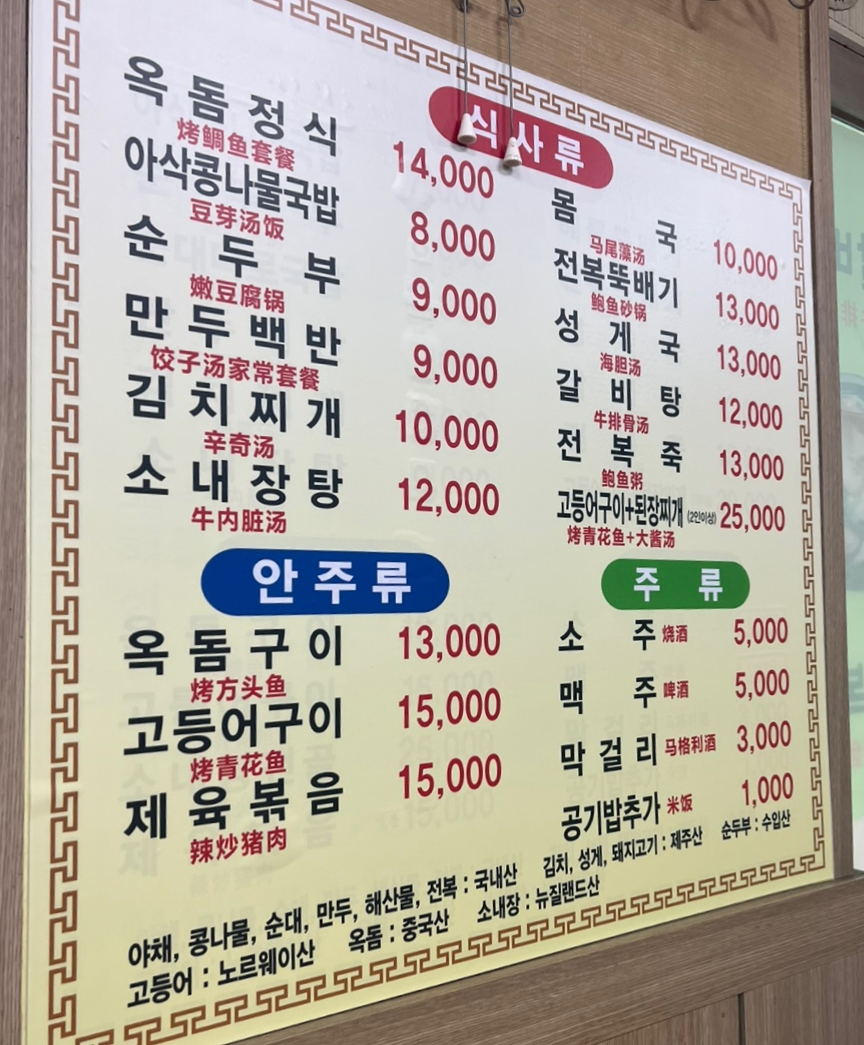 식사류
옥돔정식 14,000
烤鲷鱼套餐
아삭콩나물국밥 8,000
豆芽汤饭
순두부 9,000
嫩豆腐锅
만두백반 9,000
饺子汤家常套餐
김치찌개 10,000
辛奇汤
소내장탕 12,000
牛内脏汤
몸국 10,000
马尾藻汤
전복뚝배기 13,000
鲍鱼砂锅
성게국 13,000
海胆汤
갈비탕 12,000
牛排骨汤
전복죽 13,000
鲍鱼粥
고등어구이+된장찌개 (2인이상) 25,000
烤青花鱼+大酱汤
안주류
옥돔구이 13,000
烤方头鱼
고등어구이 15,000
烤青花鱼
제육볶음 15,000
辣炒猪肉
주류
소주 烧酒 5,000
맥주 啤酒 5,000
막걸리 马格利酒 3,000
공기밥추가 米饭 1,000
야채, 콩나물, 순대, 만두, 해산물, 전복 : 국내산 김치, 성게, 돼지고기 : 제주산 순두부 : 수입산
고등어 : 노르웨이산 옥돔 : 중국산 소내장 : 뉴질랜드산